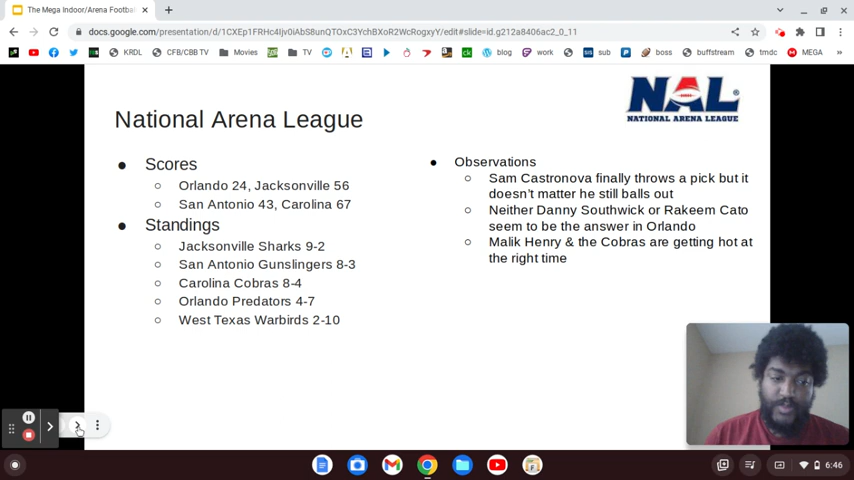 The Mega Indoor/Arena Footba
docs.google.com/presentation/d/1CXEp1FRHc4Ijv0iAbS8unQTOxC3YchBXoR2WcRogxyY/edit#slide=id.g212a8406ac2_0_11
KRDL
CFB/CBB TV
Movies
TV
blog
work
sub
boss
buffstream
tmdc
MEGA
»
NAL
NATIONAL ARENA LEAGUE
National Arena League
● Scores
○ Orlando 24, Jacksonville 56
○ San Antonio 43, Carolina 67
● Standings
○ Jacksonville Sharks 9-2
○ San Antonio Gunslingers 8-3
○ Carolina Cobras 8-4
○ Orlando Predators 4-7
○ West Texas Warbirds 2-10
● Observations
○ Sam Castronova finally throws a pick but it
doesn't matter he still balls out
○ Neither Danny Southwick or Rakeem Cato
seem to be the answer in Orlando
○ Malik Henry & the Cobras are getting hot at
the right time
6:46